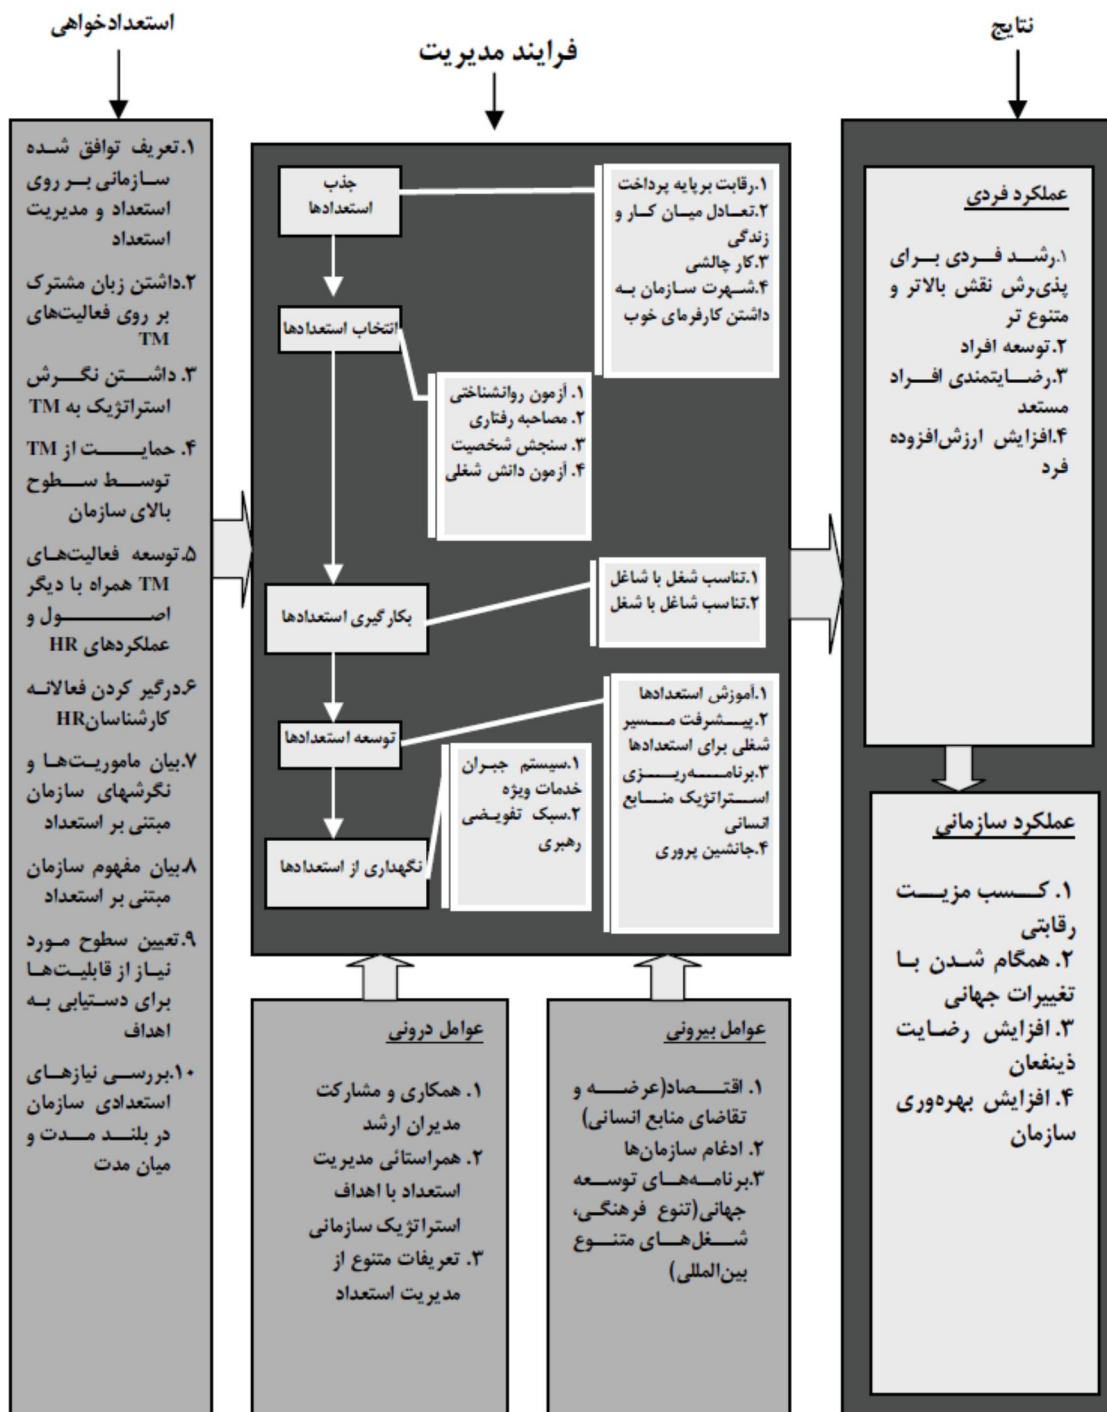 استعدادخواهی
فرایند مدیریت
نتایج
۱.تعریف توافق شده
سازمانی بر روی
استعداد و مدیریت
استعداد
۲.داشتن زبان مشترک
بر روی فعالیت‌های
TM
۳. داشتن نگرش
استراتژیک به TM
۴. حمایت از TM
توسط سطوح
بالای سازمان
۵.توسعه فعالیت‌های
TM همراه با دیگر
اصول و
عملکردهای HR
۶.درگیر کردن فعالانه
کارشناسان HR
۷.بیان ماموریت‌ها و
نگرشهای سازمان
مبتنی بر استعداد
۸.بیان مفهوم سازمان
مبتنی بر استعداد
۹.تعیین سطوح مورد
نیاز از قابلیت‌ها
برای دستیابی به
اهداف
۱۰.بررسی نیازهای
استعدادی سازمان
در بلند مدت و
میان مدت
جذب
استعدادها
۱.رقابت برپایه پرداخت
۲.تعادل میان کار و
زندگی
۳.کار چالشی
۴.شهرت سازمان به
داشتن کارفرمای خوب
انتخاب استعدادها
۱. آزمون روانشناختی
۲. مصاحبه رفتاری
۳. سنجش شخصیت
۴. آزمون دانش شغلی
بکارگیری استعدادها
۱.تناسب شغل با شاغل
۲.تناسب شاغل با شغل
توسعه استعدادها
۱.آموزش استعدادها
۲.پیشرفت مسیر
شغلی برای استعدادها
۳.برنامه‌ریزی
استراتژیک منابع
انسانی
۴.جانشین پروری
نگهداری از استعدادها
۱.سیستم جبران
خدمات ویژه
۲.سبک تفویضی
رهبری
عوامل درونی
۱. همکاری و مشارکت
مدیران ارشد
۲. همراستائی مدیریت
استعداد با اهداف
استراتژیک سازمانی
۳. تعریفات متنوع از
مدیریت استعداد
عوامل بیرونی
۱. اقتصاد(عرضه و
تقاضای منابع انسانی)
۲. ادغام سازمان‌ها
۳.برنامه‌های توسعه
جهانی(تنوع فرهنگی،
شغل‌های متنوع
بین‌المللی)
عملکرد فردی
۱.رشد فردی برای
پذی‌رش نقش بالاتر و
متنوع تر
۲.توسعه افراد
۳.رضایتمندی افراد
مستعد
۴.افزایش ارزش‌افزوده
فرد
عملکرد سازمانی
۱. کسب مزیت
رقابتی
۲. همگام شدن با
تغییرات جهانی
۳. افزایش رضایت
ذینفعان
۴. افزایش بهره‌وری
سازمان